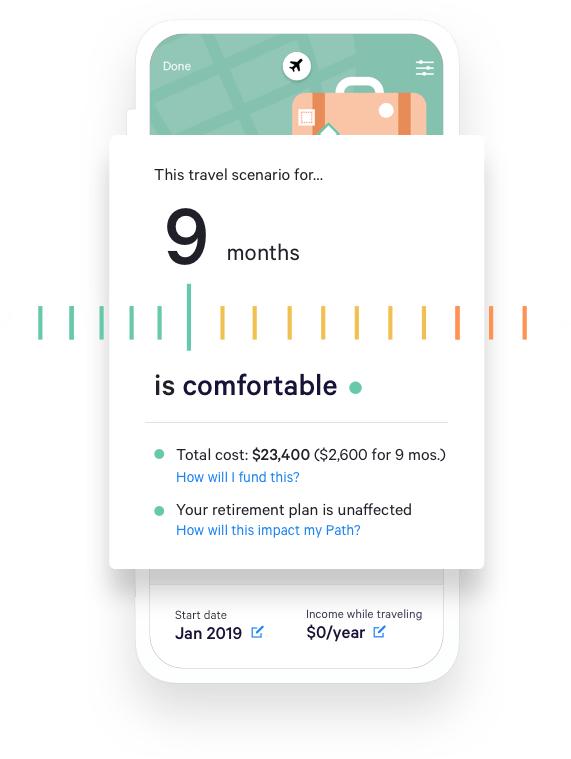 Done
This travel scenario for...
9 months
is comfortable
Total cost: $23,400 ($2,600 for 9 mos.)
How will I fund this?
Your retirement plan is unaffected
How will this impact my Path?
Start date
Jan 2019
Income while traveling
$0/year